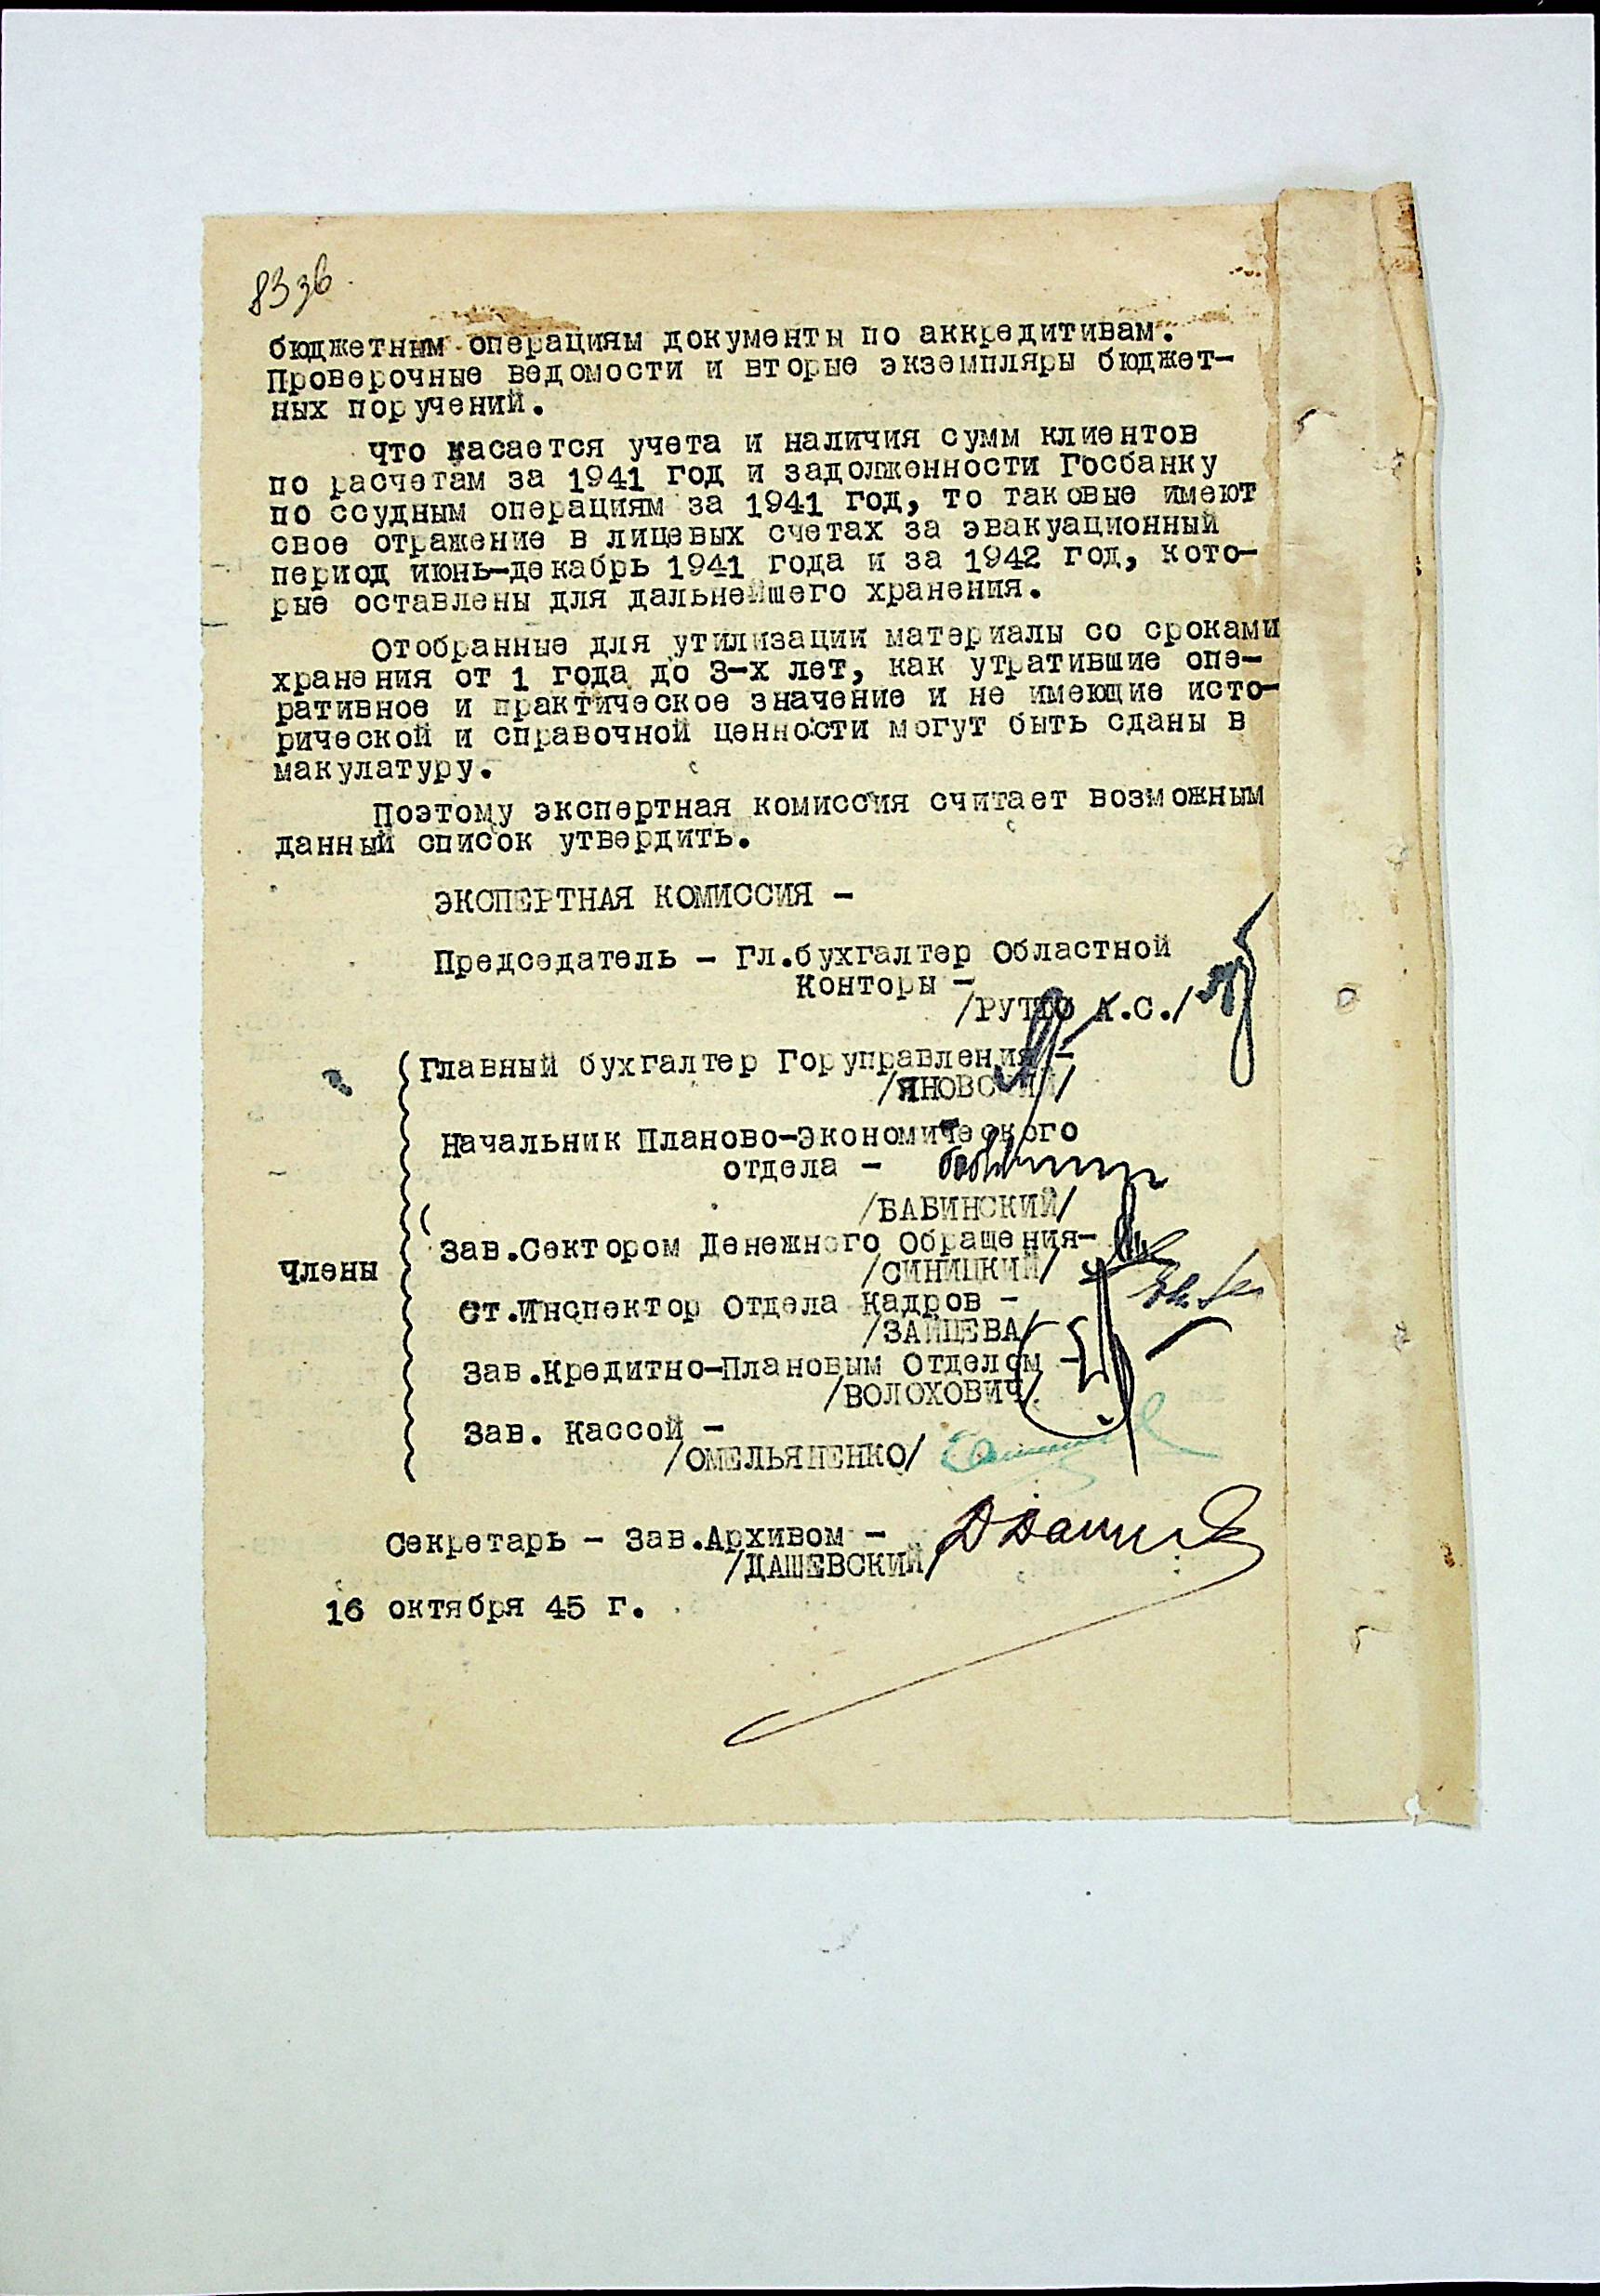 бюджетным операциям документы по аккредитивам.
Проверочные ведомости и вторые экземпляры бюджет-
ных поручений.
Что касается учета и наличия сумм клиентов
по расчетам за 1941 год и задолженности Госбанку
по ссудным операциям за 1941 год, то таковые имеют
свое отражение в лицевых счетах за эвакуационный
период июнь-декабрь 1941 года и за 1942 год, кото-
рые оставлены для дальнейшего хранения.
Отобранные для утилизации материалы со сроками
хранения от 1 года до 3-х лет, как утратившие опе-
ративное и практическое значение и не имеющие исто-
рической и справочной ценности могут быть сданы в
макулатуру.
Поэтому экспертная комиссия считает возможным
данный список утвердить.
ЭКСПЕРТНАЯ КОМИССИЯ -
Председатель - Гл.бухгалтер Областной
Конторы -
/РУТТО А.С./
Главный бухгалтер Горуправления -
/ЯНОВСКИЙ/
Начальник Планово-Экономического
отдела -
/БАБИНСКИЙ/
Зав.Сектором Денежного Обращения-
/СИНИЦКИЙ/
Члены
Ст.Инспектор Отдела Кадров -
/ЗАЙЦЕВА/
Зав.Кредитно-Плановым Отделом -
/ВОЛОХОВИЧ/
Зав. Кассой -
/ОМЕЛЬЯНЕНКО/
Секретарь - Зав.Архивом -
/ДАШЕВСКИЙ/
16 октября 45 г.